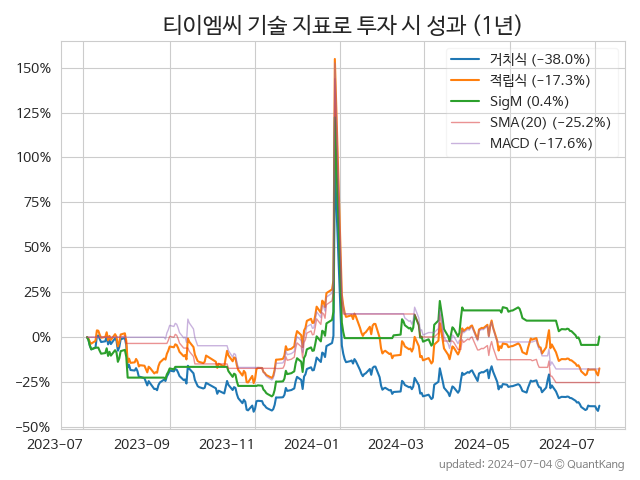 티이엠씨 기술 지표로 투자 시 성과 (1년)
거치식 (−38.0%)
적립식 (−17.3%)
SigM (0.4%)
SMA(20) (−25.2%)
MACD (−17.6%)
150%
125%
100%
75%
50%
25%
0%
−25%
−50%
2023−07 2023−09 2023−11 2024−01 2024−03 2024−05 2024−07
updated: 2024-07-04 @ QuantKang